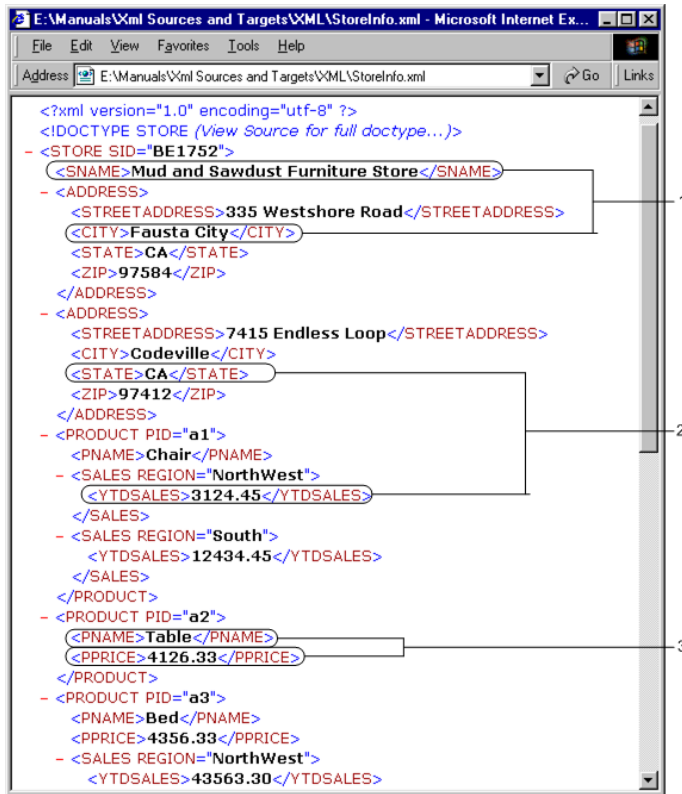 E:\Manuals\Xml Sources and Targets\XML\StoreInfo.xml - Microsoft Internet Ex...
File Edit View Favorites Tools Help
Address E:\Manuals\Xml Sources and Targets\XML\StoreInfo.xml Go Links
<?xml version="1.0" encoding="utf-8" ?>
<!DOCTYPE STORE (View Source for full doctype...)>
- <STORE SID="BE1752">
<SNAME>Mud and Sawdust Furniture Store</SNAME>
- <ADDRESS>
1
<STREETADDRESS>335 Westshore Road</STREETADDRESS>
<CITY>Fausta City</CITY>
<STATE>CA</STATE>
<ZIP>97584</ZIP>
</ADDRESS>
- <ADDRESS>
<STREETADDRESS>7415 Endless Loop</STREETADDRESS>
<CITY>Codeville</CITY>
<STATE>CA</STATE>
<ZIP>97412</ZIP>
</ADDRESS>
- <PRODUCT PID="a1">
2
<PNAME>Chair</PNAME>
- <SALES REGION="NorthWest">
<YTDSALES>3124.45</YTDSALES>
</SALES>
- <SALES REGION="South">
<YTDSALES>12434.45</YTDSALES>
</SALES>
</PRODUCT>
- <PRODUCT PID="a2">
<PNAME>Table</PNAME>
3
<PPRICE>4126.33</PPRICE>
</PRODUCT>
- <PRODUCT PID="a3">
<PNAME>Bed</PNAME>
<PPRICE>4356.33</PPRICE>
- <SALES REGION="NorthWest">
<YTDSALES>43563.30</YTDSALES>